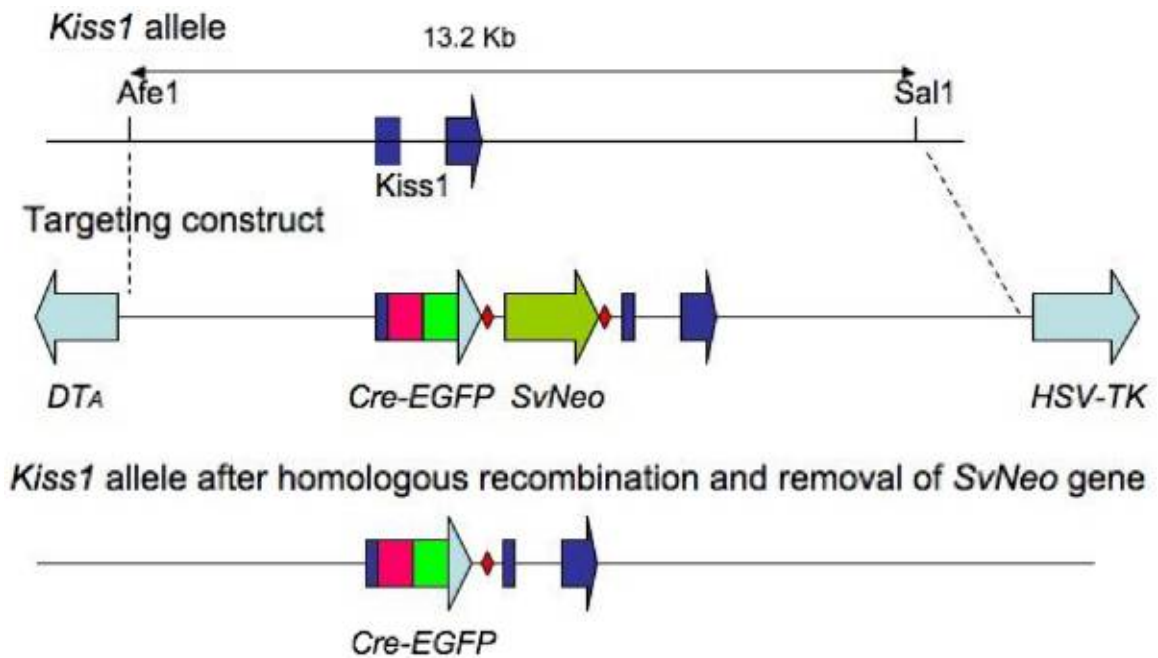 Kiss1 allele
13.2 Kb
Afe1 Sal1
Kiss1
Targeting construct
DTA Cre-EGFP SvNeo HSV-TK
Kiss1 allele after homologous recombination and removal of SvNeo gene
Cre-EGFP